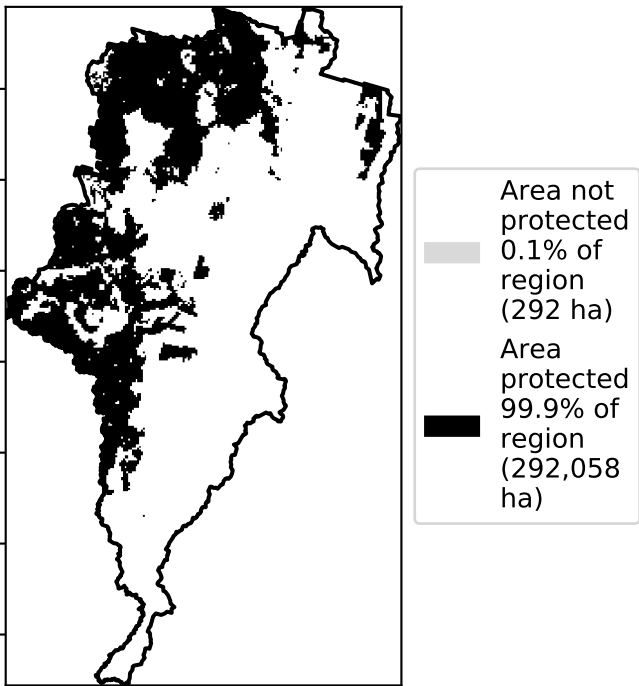 Area not
protected
0.1% of
region
(292 ha)
Area
protected
99.9% of
region
(292,058
ha)